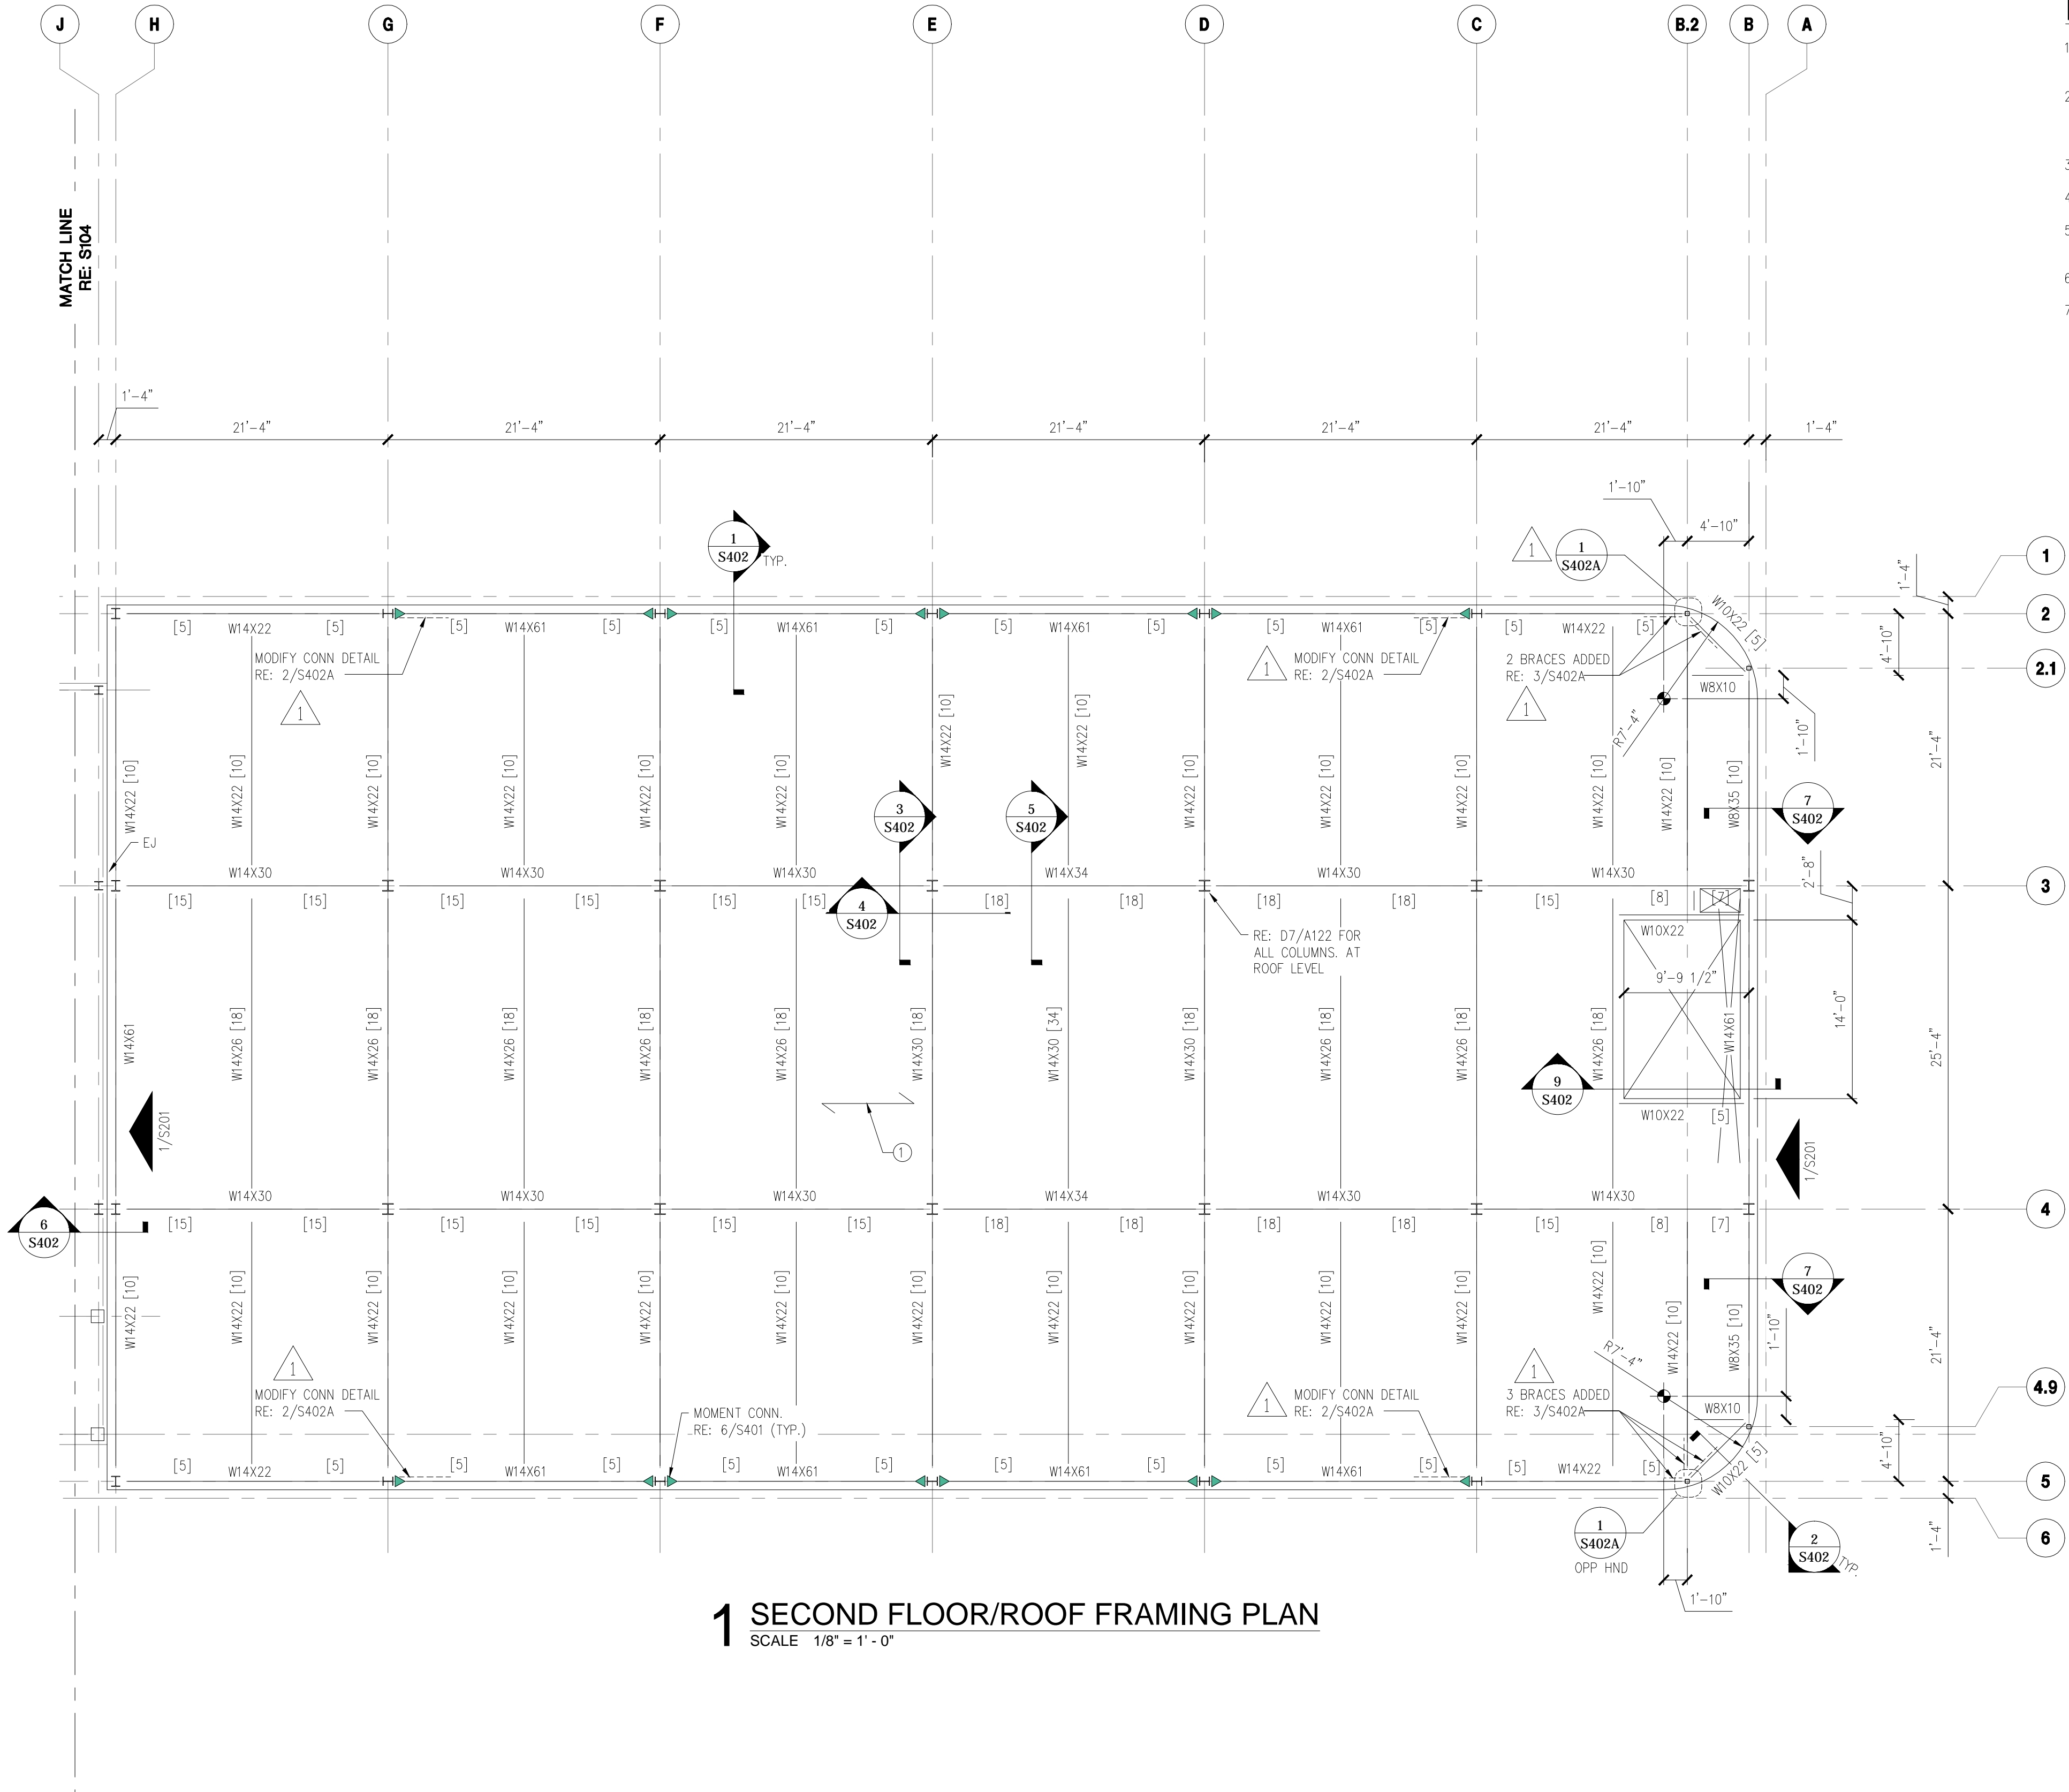 J H G F E D C B.2 B A
1
2
3
4
5
6
7
MATCH LINE
RE: S104
1'-4"
21'-4" 21'-4" 21'-4" 21'-4" 21'-4" 21'-4" 1'-4"
1'-10"
4'-10"
1
S402
TYP.
1
1
S402A
1'-4"
1
2
2.1
[5] W14X22 [5] [5] W14X61 [5] [5] W14X61 [5] [5] W14X61 [5] [5] W14X61 [5] [5] W14X22 [5]
W10X22 [5]
4'-10"
MODIFY CONN DETAIL
RE: 2/S402A
1
1
MODIFY CONN DETAIL
RE: 2/S402A
2 BRACES ADDED
RE: 3/S402A
1
W8X10
R7'-4"
1'-10"
21'-4"
W14X22 [10] W14X22 [10] W14X22 [10] W14X22 [10] W14X22 [10] W14X22 [10] W14X22 [10] W14X22 [10] W14X22 [10] W14X22 [10] W14X22 [10] W14X22 [10] W14X22 [10] W8X35 [10]
EJ
3
S402
5
S402
7
S402
2'-8"
W14X30 W14X30 W14X30 W14X34 W14X30 W14X30
3
[15] [15] [15] [15] [15] [15] [18] [18] [18] [18] [15] [8] [7]
4
S402
RE: D7/A122 FOR
ALL COLUMNS. AT
ROOF LEVEL
W10X22
9'-9 1/2"
14'-0"
25'-4"
W14X61 W14X26 [18] W14X26 [18] W14X26 [18] W14X26 [18] W14X26 [18] W14X30 [18] W14X30 [34] W14X30 [18] W14X26 [18] W14X26 [18] W14X26 [18] W14X61
9
S402
W10X22 [5]
1/S201
1
1/S201
W14X30 W14X30 W14X30 W14X34 W14X30 W14X30
4
[15] [15] [15] [15] [15] [15] [18] [18] [18] [18] [15] [8] [7]
6
S402
7
S402
W14X22 [10] W14X22 [10] W14X22 [10] W14X22 [10] W14X22 [10] W14X22 [10] W14X22 [10] W14X22 [10] W14X22 [10] W14X22 [10] W14X22 [10] W14X22 [10] W14X22 [10] W8X35 [10]
1'-10"
21'-4"
R7'-4"
1
MODIFY CONN DETAIL
RE: 2/S402A
MOMENT CONN.
RE: 6/S401 (TYP.)
1
MODIFY CONN DETAIL
RE: 2/S402A
1
3 BRACES ADDED
RE: 3/S402A
W8X10
4.9
4'-10"
[5] W14X22 [5] [5] W14X61 [5] [5] W14X61 [5] [5] W14X61 [5] [5] W14X61 [5] [5] W14X22 [5]
W10X22 [5]
5
1
S402A
OPP HND
2
S402
TYP.
1'-4"
6
1'-10"
1 SECOND FLOOR/ROOF FRAMING PLAN
SCALE 1/8" = 1' - 0"